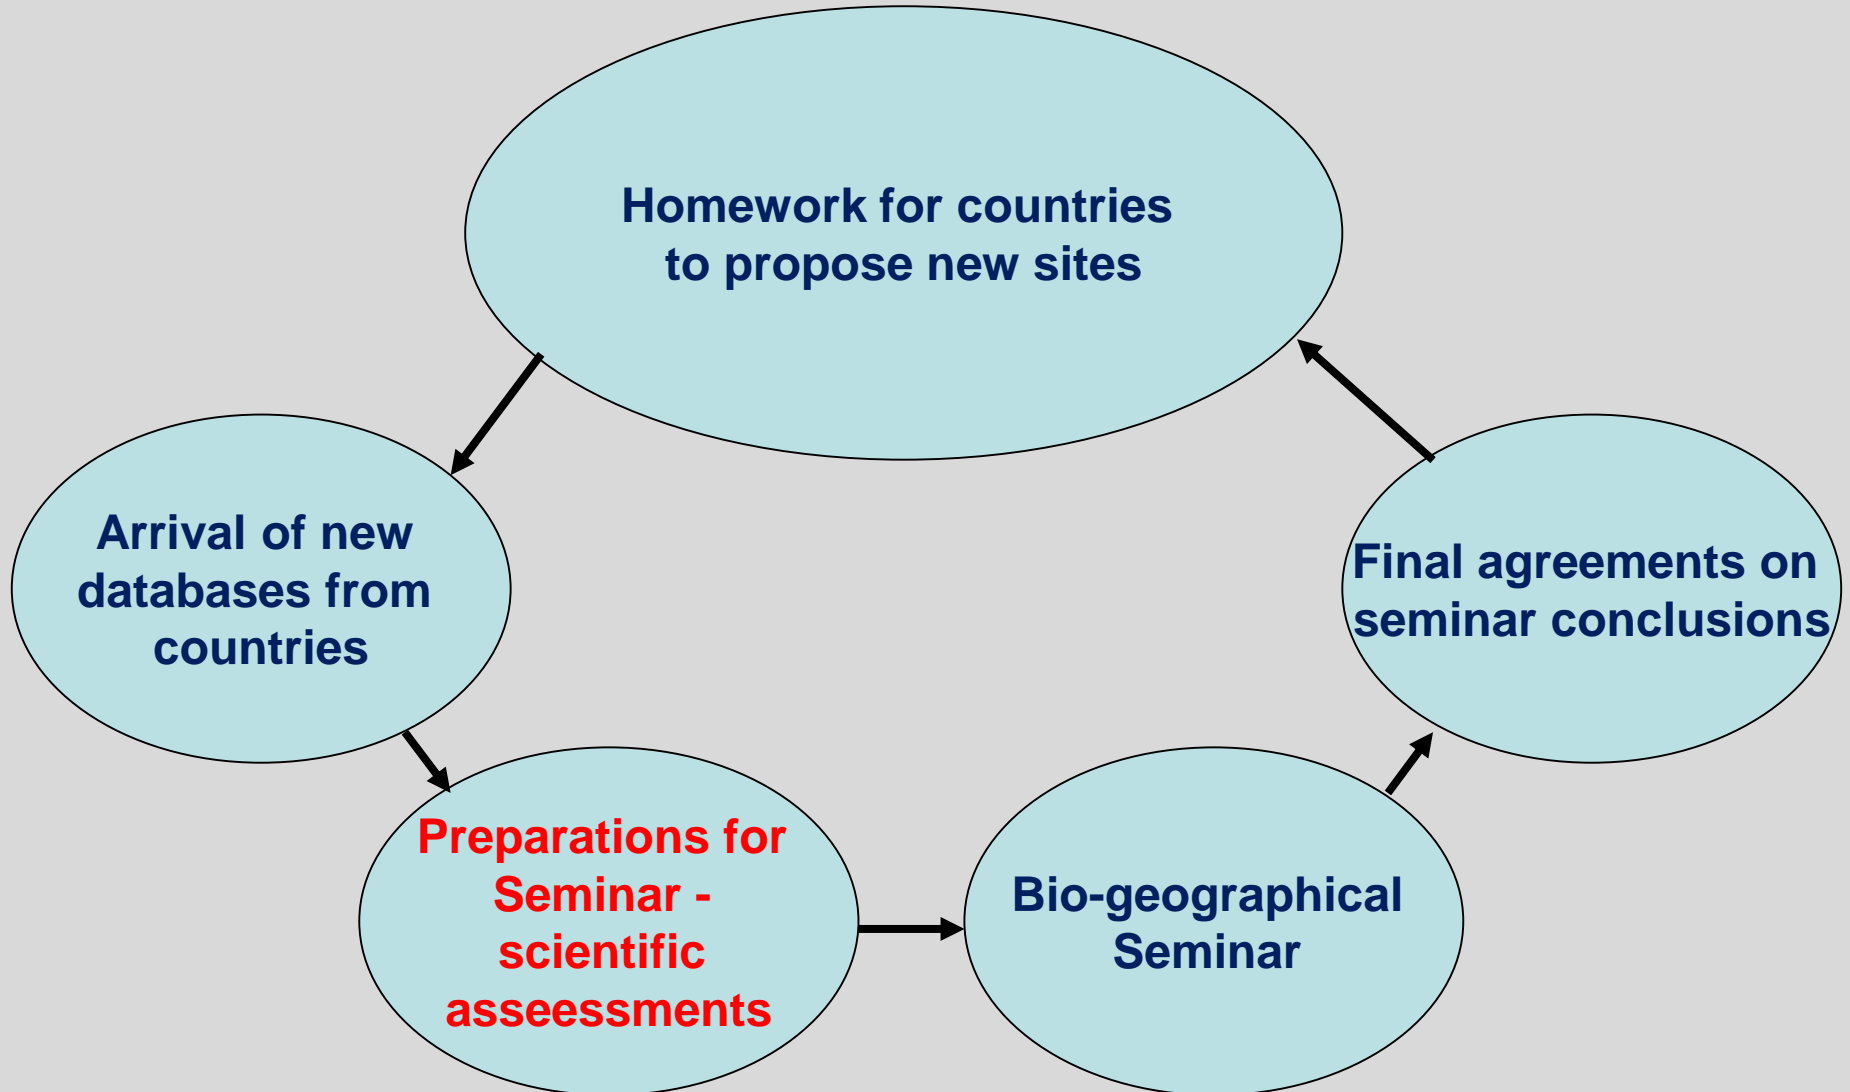 Homework for countries
to propose new sites
Arrival of new
databases from
countries
Final agreements on
seminar conclusions
Preparations for
Seminar -
scientific
asseessments
Bio-geographical
Seminar